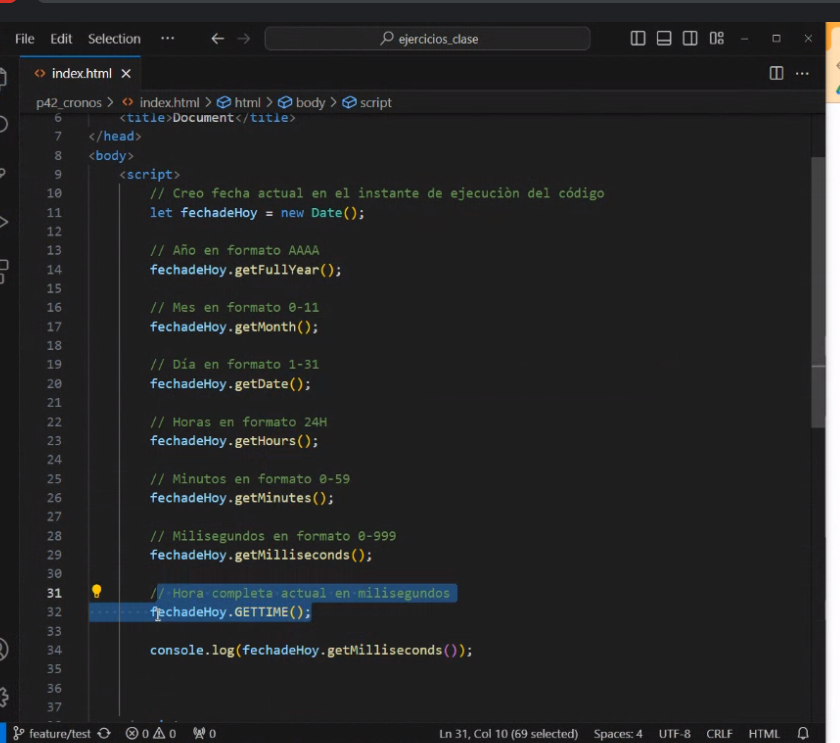 File Edit Selection ··· ejercicios_clase
index.html
p42_cronos > index.html > html > body > script
6 <title>Document</title>
7 </head>
8 <body>
9 <script>
10 // Creo fecha actual en el instante de ejecuciòn del código
11 let fechadeHoy = new Date();
12
13 // Año en formato AAAA
14 fechadeHoy.getFullYear();
15
16 // Mes en formato 0-11
17 fechadeHoy.getMonth();
18
19 // Día en formato 1-31
20 fechadeHoy.getDate();
21
22 // Horas en formato 24H
23 fechadeHoy.getHours();
24
25 // Minutos en formato 0-59
26 fechadeHoy.getMinutes();
27
28 // Milisegundos en formato 0-999
29 fechadeHoy.getMilliseconds();
30
31 // Hora completa actual en milisegundos
32 fechadeHoy.GETTIME();
33
34 console.log(fechadeHoy.getMilliseconds());
35
36
37
feature/test 0 0 0 Ln 31, Col 10 (69 selected) Spaces: 4 UTF-8 CRLF HTML